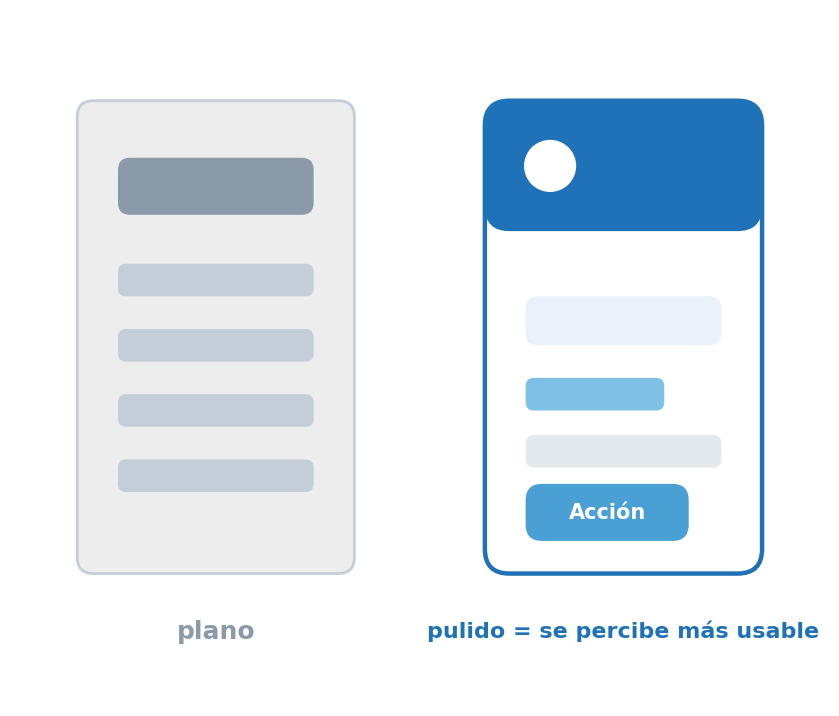 Acción
plano
pulido = se percibe más usable